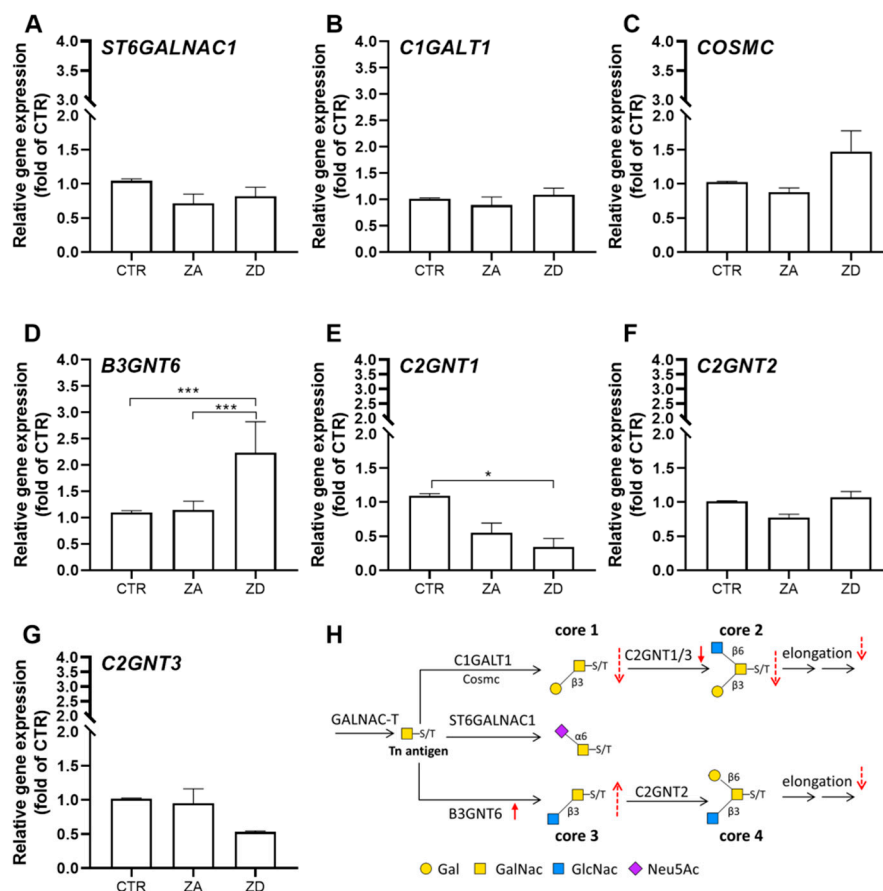 A
ST6GALNAC1
Relative gene expression
(fold of CTR)
4.0
3.0
2.0
1.5
1.0
0.5
0.0
CTR ZA ZD
B
C1GALT1
Relative gene expression
(fold of CTR)
4.0
3.0
2.0
1.5
1.0
0.5
0.0
CTR ZA ZD
C
COSMC
Relative gene expression
(fold of CTR)
4.0
3.0
2.0
1.5
1.0
0.5
0.0
CTR ZA ZD
D
B3GNT6
Relative gene expression
(fold of CTR)
4.0
3.5
3.0
2.5
2.0
1.5
1.0
0.5
0.0
***
***
CTR ZA ZD
E
C2GNT1
Relative gene expression
(fold of CTR)
4.0
3.5
3.0
2.5
2.0
2.0
1.5
1.0
0.5
0.0
*
CTR ZA ZD
F
C2GNT2
Relative gene expression
(fold of CTR)
4.0
3.5
3.0
2.5
2.0
2.0
1.5
1.0
0.5
0.0
CTR ZA ZD
G
C2GNT3
Relative gene expression
(fold of CTR)
4.0
3.5
3.0
2.5
2.0
1.5
1.0
0.5
0.0
CTR ZA ZD
H
core 1
core 2
C1GALT1
Cosmc
β3
S/T
C2GNT1/3
β6
β3
S/T
elongation
GALNAC-T
S/T
Tn antigen
ST6GALNAC1
α6
S/T
B3GNT6
β3
S/T
core 3
C2GNT2
β6
β3
S/T
core 4
elongation
Gal GalNac GlcNac Neu5Ac